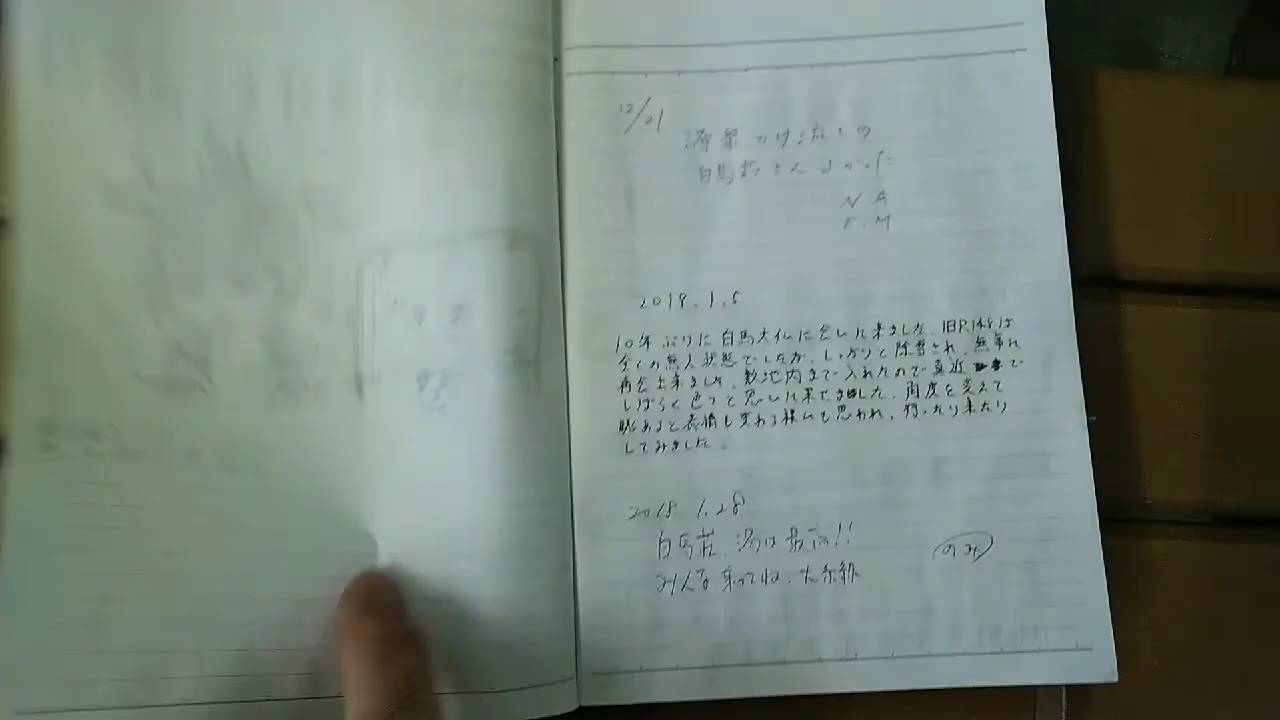 12/21
源泉かけ流しの
白馬荘さんよかった
N.A
Y.M
2018.1.5
10年ぶりに白馬大仏に会いに来ました。旧R148は
全くの無人状態でしたが、しっかりと除雪され、無事に
再会出来ました。敷地内まで入れたので直近で
しばらく色々と思いに
ました。角度を変えて
眺めると表情も変わる様にも思われ、行ったり来たり
してみました。
2018 1.28
白馬荘、湯は最高!!
みんな乗ってね、大糸線